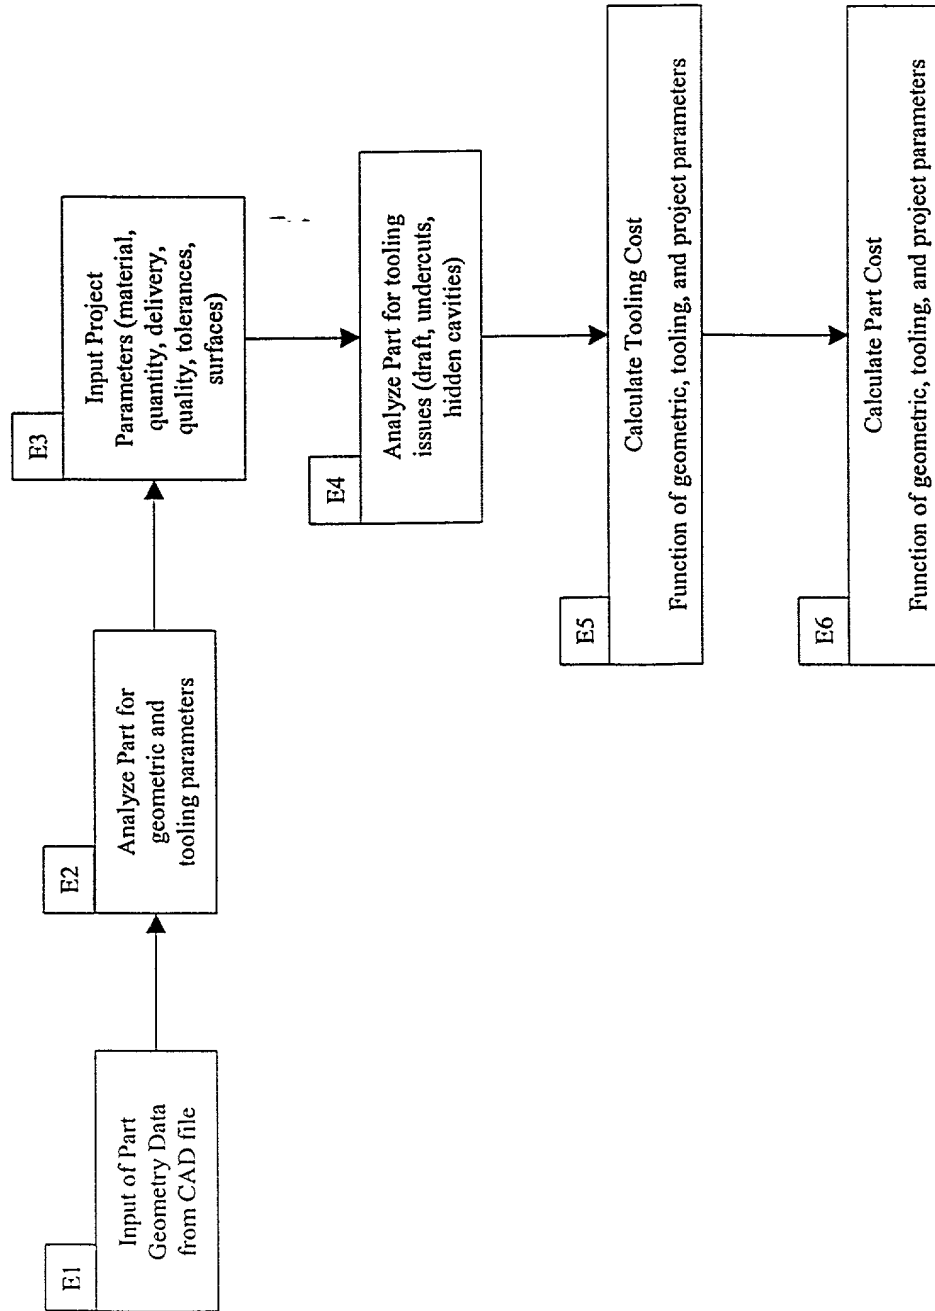 E1
Input of Part
Geometry Data
from CAD file
E2
Analyze Part for
geometric and
tooling parameters
E3
Input Project
Parameters (material,
quantity, delivery,
quality, tolerances,
surfaces)
E4
Analyze Part for tooling
issues (draft, undercuts,
hidden cavities)
E5
Calculate Tooling Cost
Function of geometric, tooling, and project parameters
E6
Calculate Part Cost
Function of geometric, tooling, and project parameters